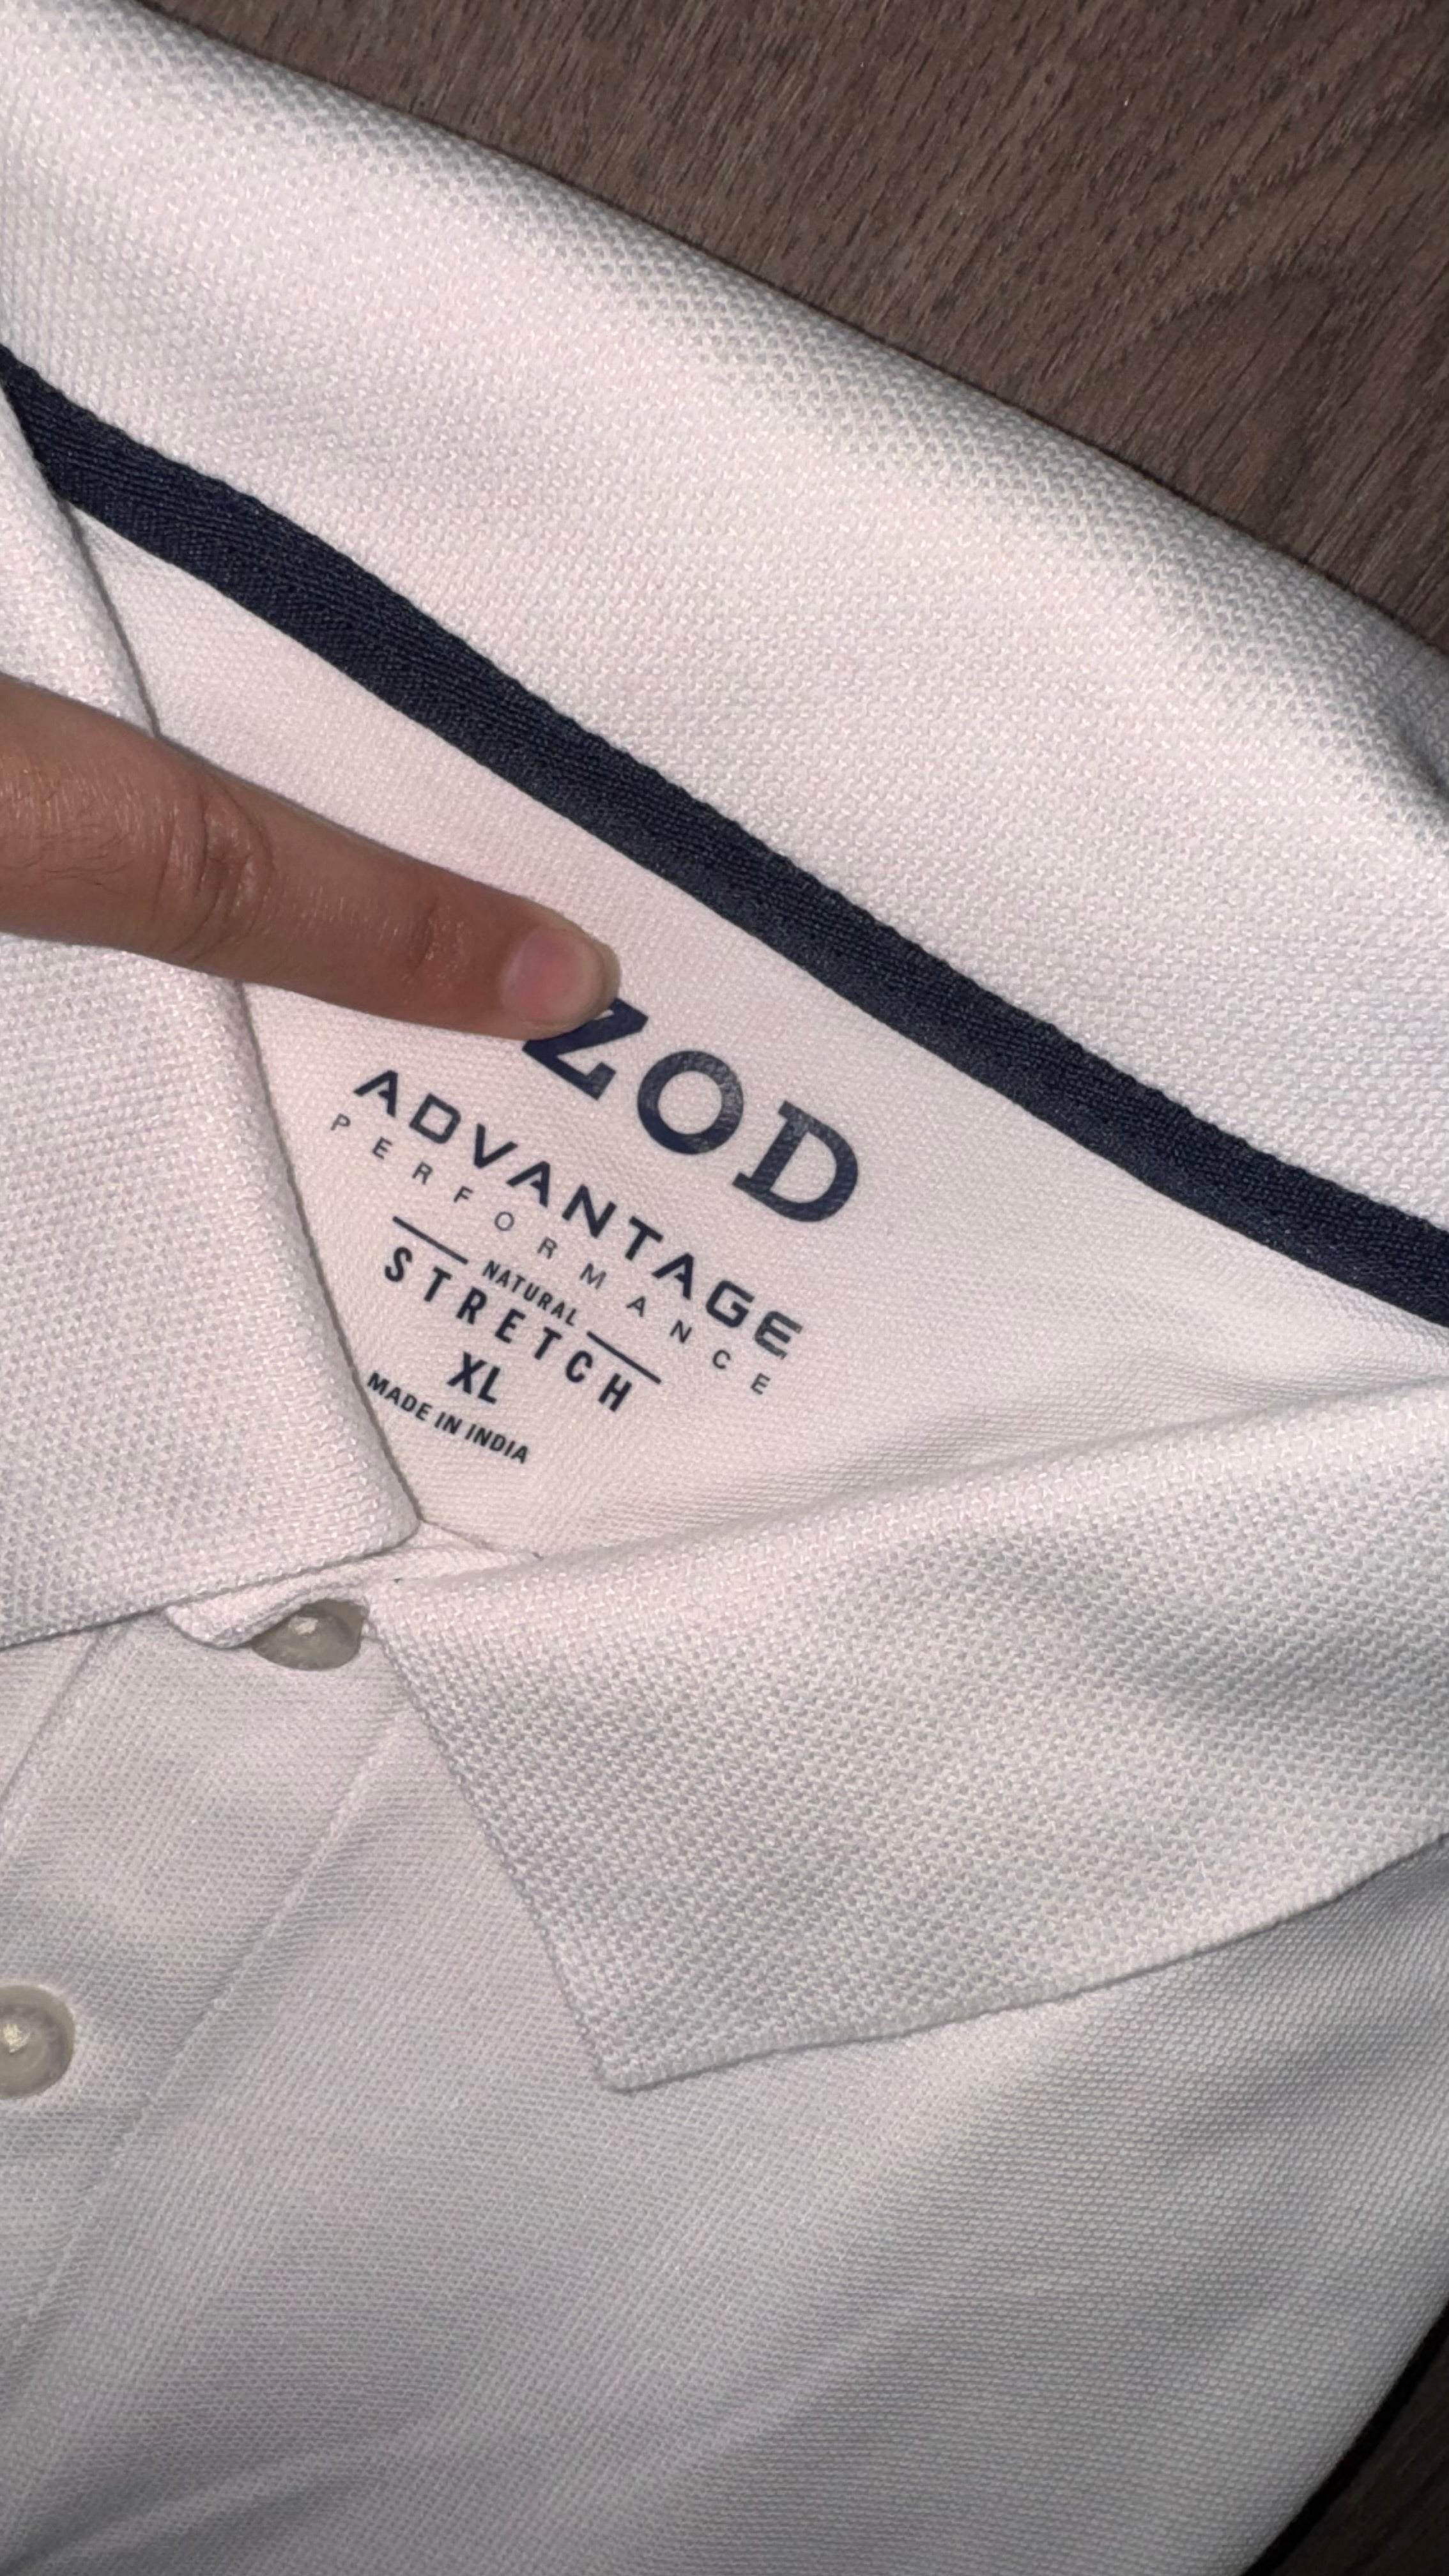 ZOD
ADVANTAGE
PERFORMANCE
NATURAL
STRETCH
XL
MADE IN INDIA